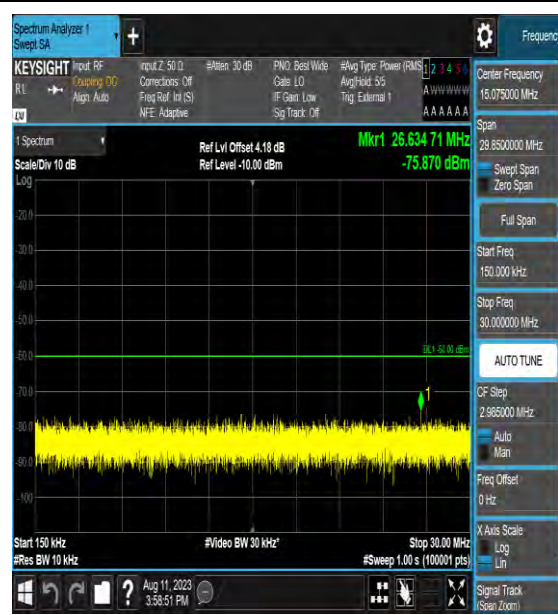 Spectrum Analyzer 1
Swept SA
Frequency
KEYSIGHT
RL
Input: RF
Coupling: DC
Align: Auto
Input Z: 50 Ω
Corrections: Off
Freq Ref: Int (S)
NFE: Adaptive
#Atten: 30 dB
PNO: Best Wide
Gate: LO
IF Gain: Low
Sig Track: Off
#Avg Type: Power (RMS)
Avg|Hold: 5/5
Trig: External 1
1 2 3 4 5 6
A W W W W W
A A A A A A
LW
1 Spectrum
Scale/Div 10 dB
Ref Lvl Offset 4.18 dB
Ref Level -10.00 dBm
Mkr1 26.634 71 MHz
-75.870 dBm
Log
-20.0
-30.0
-40.0
-50.0
DL1 -60.00 dBm
-60.0
1
-70.0
-80.0
-90.0
-100
Start 150 kHz
#Res BW 10 kHz
#Video BW 30 kHz*
Stop 30.00 MHz
#Sweep 1.00 s (100001 pts)
Center Frequency
15.075000 MHz
Span
29.8500000 MHz
Swept Span
Zero Span
Full Span
Start Freq
150.000 kHz
Stop Freq
30.000000 MHz
AUTO TUNE
CF Step
2.985000 MHz
Auto
Man
Freq Offset
0 Hz
X Axis Scale
Log
Lin
Signal Track
(Span Zoom)
?
Aug 11, 2023
3:58:51 PM